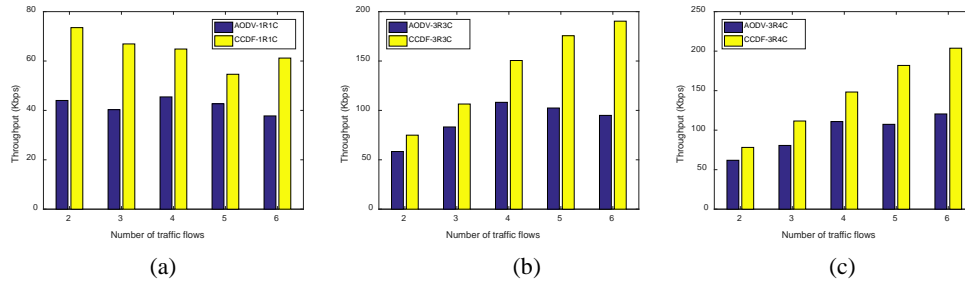 80
60
40
20
0
Throughput (Kbps)
AODV-1R1C
CCDF-1R1C
2 3 4 5 6
Number of traffic flows
(a)
200
150
100
50
0
Throughput (Kbps)
AODV-3R3C
CCDF-3R3C
2 3 4 5 6
Number of traffic flows
(b)
250
200
150
100
50
0
Throughput (Kbps)
AODV-3R4C
CCDF-3R4C
2 3 4 5 6
Number of traffic flows
(c)